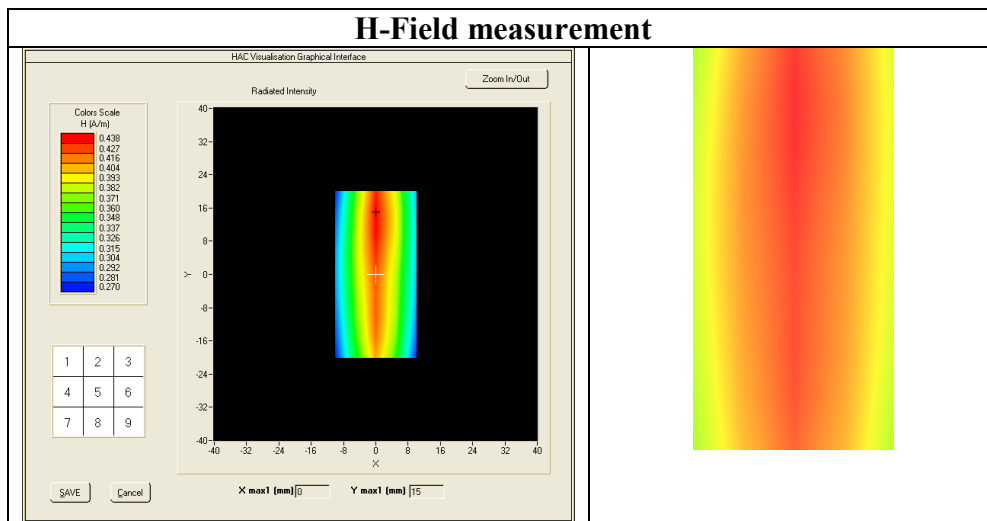 H-Field measurement
HAC Visualisation Graphical Interface
Zoom In/Out
Radiated Intensity
Colors Scale
H (A/m)
0.438
0.427
0.416
0.404
0.393
0.382
0.371
0.360
0.348
0.337
0.326
0.315
0.304
0.292
0.281
0.270
40
32
24
16
8
0
-8
-16
-24
-32
-40
Y
-40 -32 -24 -16 -8 0 8 16 24 32 40
X
1 2 3
4 5 6
7 8 9
SAVE Cancel
X max1 (mm) 0 Y max1 (mm) 15